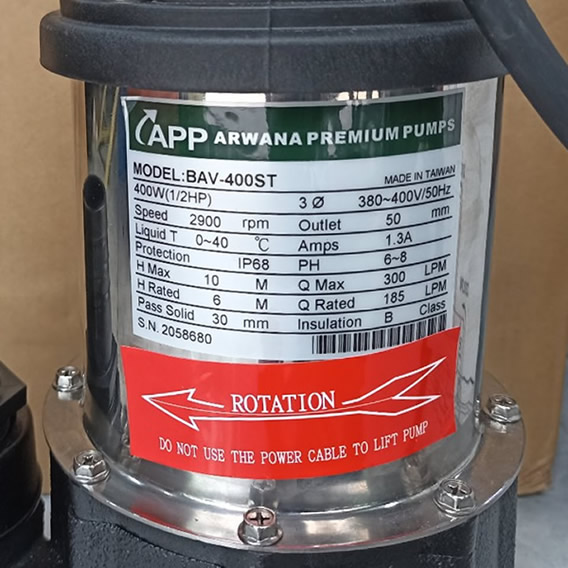 APP ARWANA PREMIUM PUMPS
MODEL:BAV-400ST MADE IN TAIWAN
400W(1/2HP) 3 Ø 380~400V/50Hz
Speed 2900 rpm Outlet 50 mm
Liquid T 0~40 ℃ Amps 1.3A
Protection IP68 PH 6~8
H Max 10 M Q Max 300 LPM
H Rated 6 M Q Rated 185 LPM
Pass Solid 30 mm Insulation B Class
S.N. 2058680
ROTATION
DO NOT USE THE POWER CABLE TO LIFT PUMP